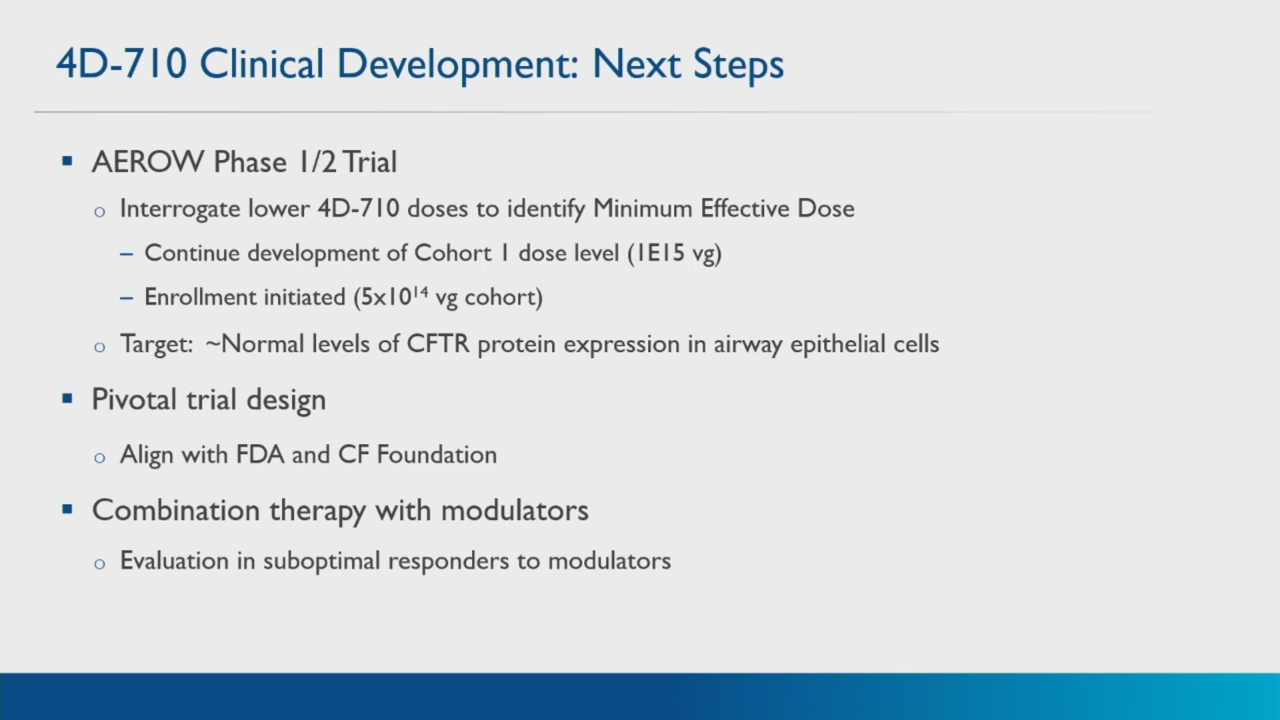 4D-710 Clinical Development: Next Steps
▪ AEROW Phase 1/2 Trial
o Interrogate lower 4D-710 doses to identify Minimum Effective Dose
– Continue development of Cohort 1 dose level (1E15 vg)
– Enrollment initiated (5x10¹⁴ vg cohort)
o Target: ~Normal levels of CFTR protein expression in airway epithelial cells
▪ Pivotal trial design
o Align with FDA and CF Foundation
▪ Combination therapy with modulators
o Evaluation in suboptimal responders to modulators